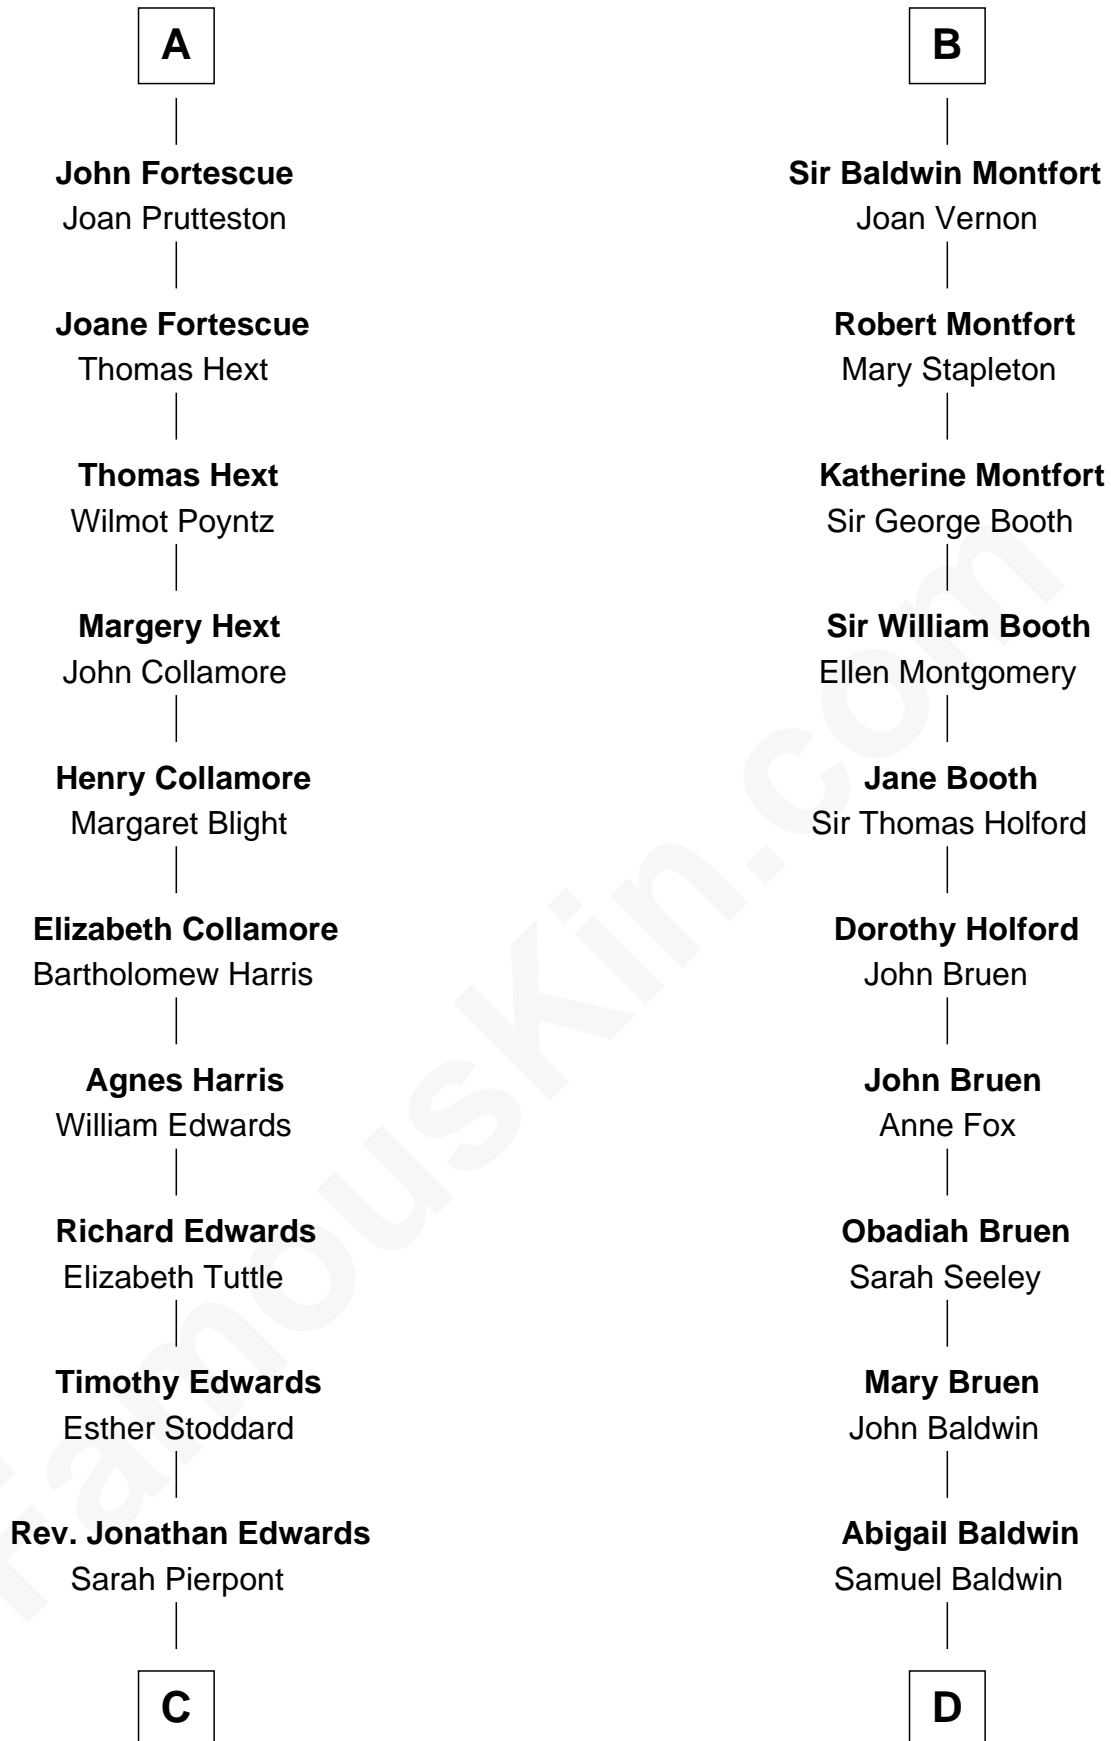 A
John Fortescue
Joan Prutteston
Joane Fortescue
Thomas Hext
Thomas Hext
Wilmot Poyntz
Margery Hext
John Collamore
Henry Collamore
Margaret Blight
Elizabeth Collamore
Bartholomew Harris
Agnes Harris
William Edwards
Richard Edwards
Elizabeth Tuttle
Timothy Edwards
Esther Stoddard
Rev. Jonathan Edwards
Sarah Pierpont
C
B
Sir Baldwin Montfort
Joan Vernon
Robert Montfort
Mary Stapleton
Katherine Montfort
Sir George Booth
Sir William Booth
Ellen Montgomery
Jane Booth
Sir Thomas Holford
Dorothy Holford
John Bruen
John Bruen
Anne Fox
Obadiah Bruen
Sarah Seeley
Mary Bruen
John Baldwin
Abigail Baldwin
Samuel Baldwin
D
FamousKin.com